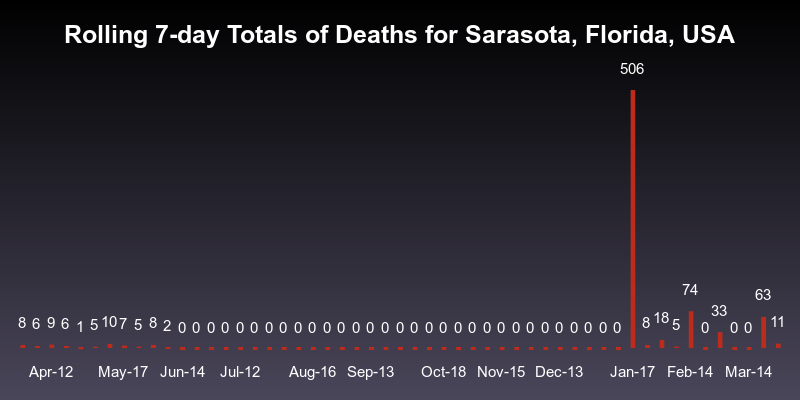 Rolling 7-day Totals of Deaths for Sarasota, Florida, USA
8 6 9 6 1 5 10 7 5 8 2 0 0 0 0 0 0 0 0 0 0 0 0 0 0 0 0 0 0 0 0 0 0 0 0 0 0 0 0 0 0 0 506 8 18 5 74 0 33 0 0 63 11
Apr-12 May-17 Jun-14 Jul-12 Aug-16 Sep-13 Oct-18 Nov-15 Dec-13 Jan-17 Feb-14 Mar-14